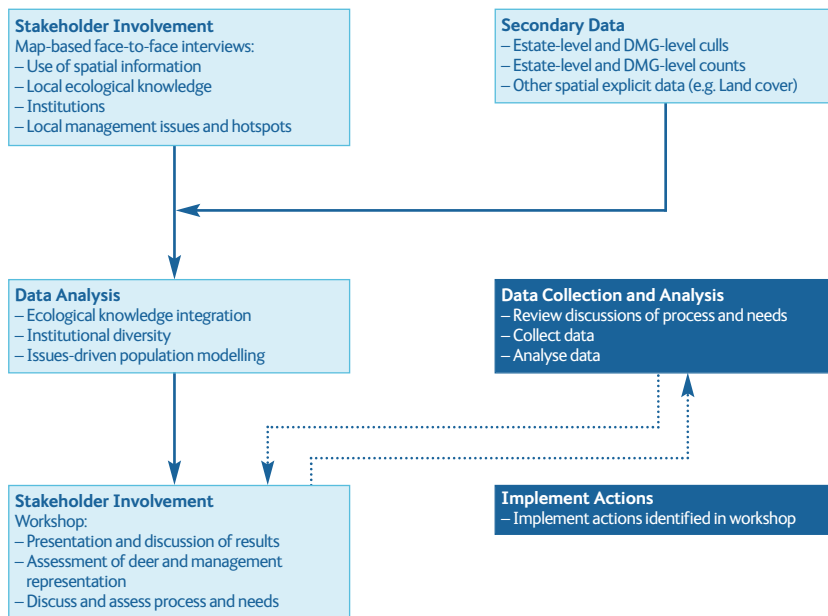 Stakeholder Involvement
Map-based face-to-face interviews:
– Use of spatial information
– Local ecological knowledge
– Institutions
– Local management issues and hotspots
Secondary Data
– Estate-level and DMG-level culls
– Estate-level and DMG-level counts
– Other spatial explicit data (e.g. Land cover)
Data Analysis
– Ecological knowledge integration
– Institutional diversity
– Issues-driven population modelling
Data Collection and Analysis
– Review discussions of process and needs
– Collect data
– Analyse data
Stakeholder Involvement
Workshop:
– Presentation and discussion of results
– Assessment of deer and management
representation
– Discuss and assess process and needs
Implement Actions
– Implement actions identified in workshop